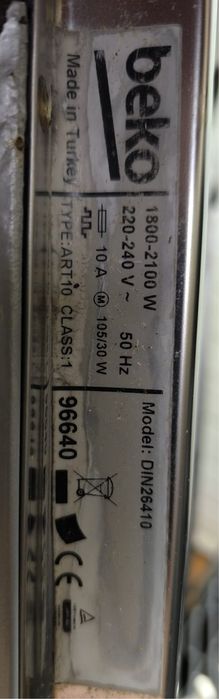 beko
Made in Turkey
1800-2100 W
220-240 V ~ 50 Hz
10 A M 105/30 W
TYPE:ART10 CLASS:1
Model: DIN26410
96640
CE